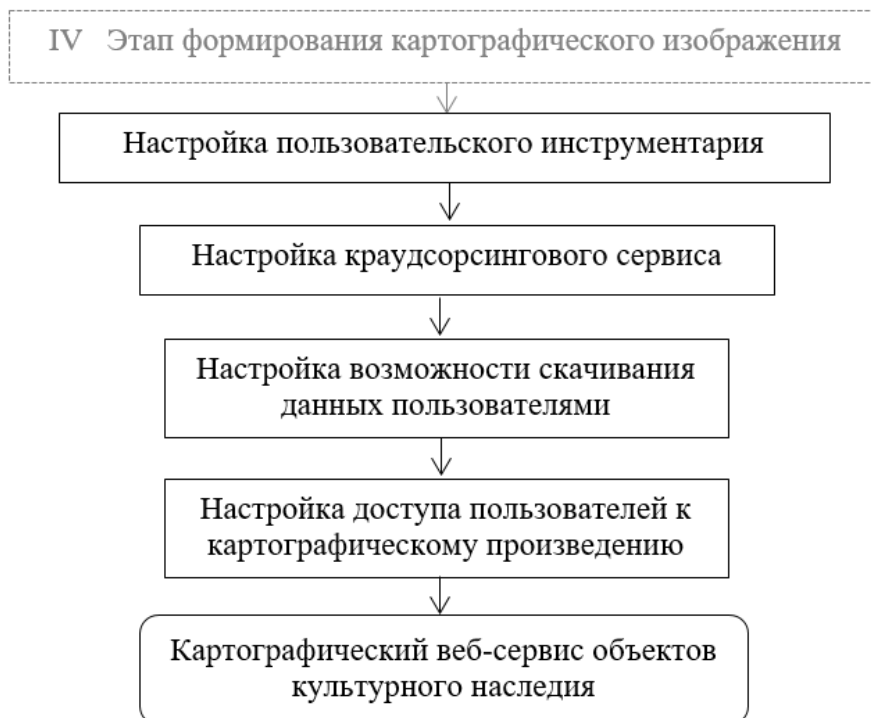 IV Этап формирования картографического изображения
Настройка пользовательского инструментария
Настройка краудсорсингового сервиса
Настройка возможности скачивания
данных пользователями
Настройка доступа пользователей к
картографическому произведению
Картографический веб-сервис объектов
культурного наследия